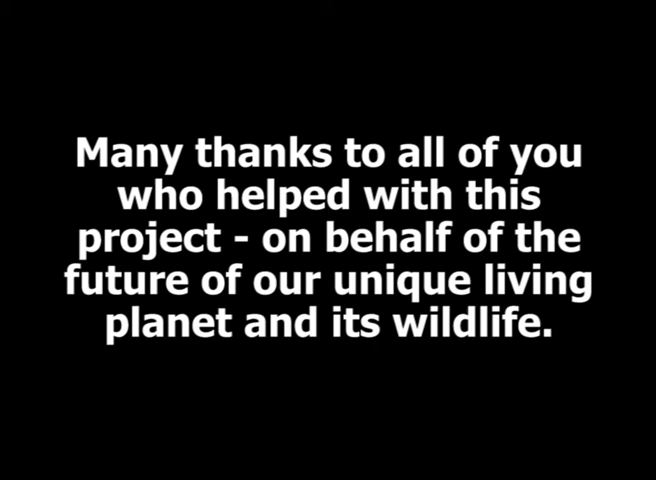 Many thanks to all of you
who helped with this
project - on behalf of the
future of our unique living
planet and its wildlife.